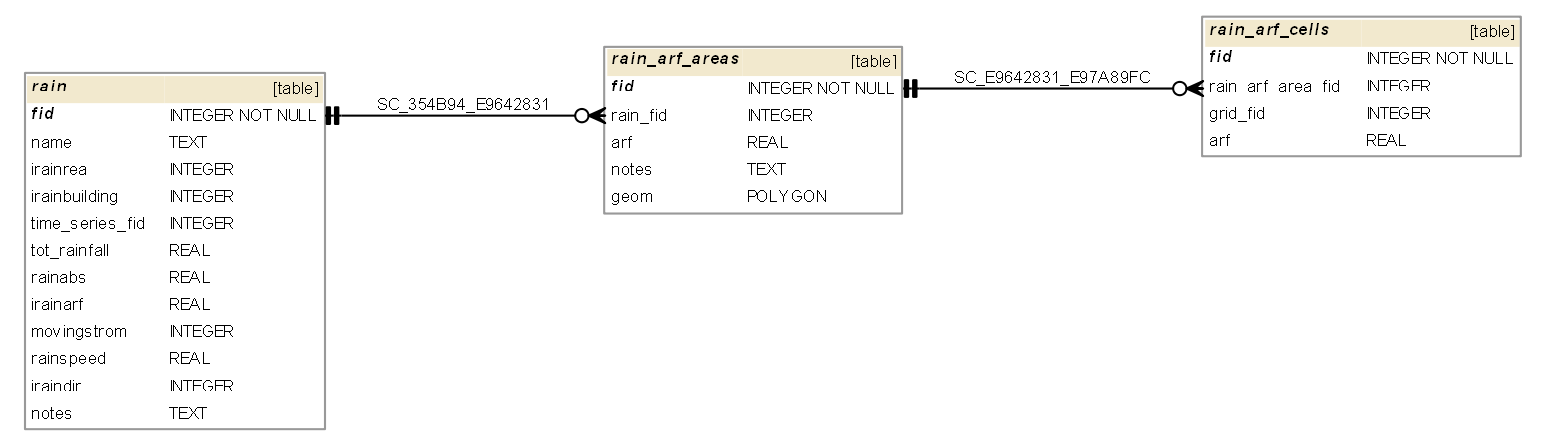 rain [table]
fid INTEGER NOT NULL
name TEXT
irainrea INTEGER
irainbuilding INTEGER
time_series_fid INTEGER
tot_rainfall REAL
rainabs REAL
irainarf REAL
movingstrom INTEGER
rainspeed REAL
iraindir INTEGER
notes TEXT
SC_354B94_E9642831
rain_arf_areas [table]
fid INTEGER NOT NULL
rain_fid INTEGER
arf REAL
notes TEXT
geom POLYGON
SC_E9642831_E97A89FC
rain_arf_cells [table]
fid INTEGER NOT NULL
rain_arf_area_fid INTEGER
grid_fid INTEGER
arf REAL